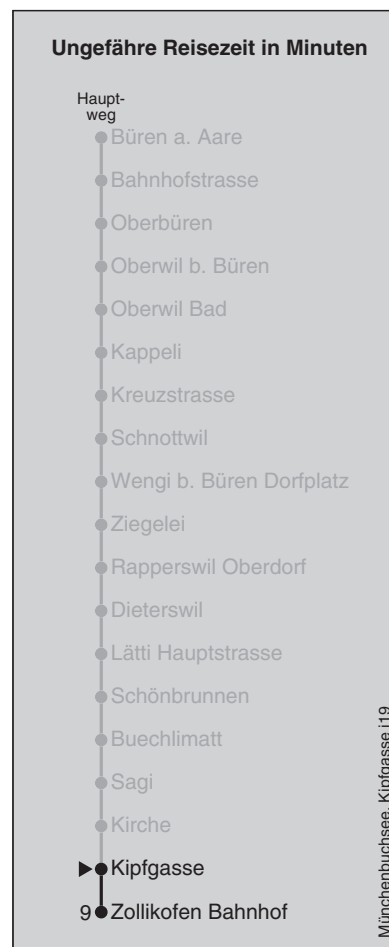 Ungefähre Reisezeit in Minuten
Haupt-
weg
Büren a. Aare
Bahnhofstrasse
Oberbüren
Oberwil b. Büren
Oberwil Bad
Kappeli
Kreuzstrasse
Schnottwil
Wengi b. Büren Dorfplatz
Ziegelei
Rapperswil Oberdorf
Dieterswil
Lätti Hauptstrasse
Schönbrunnen
Buechlimatt
Sagi
Kirche
Kipfgasse
9 Zollikofen Bahnhof
Münchenbuchsee, Kipfgasse j19